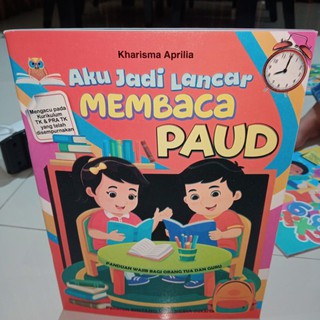 Kharisma Aprilia
Aku Jadi Lancar
MEMBACA
PAUD
Mengacu pada
Kurikulum
TK & PRA TK
yang telah
disempurnakan
PANDUAN WAJIB BAGI ORANG TUA DAN GURU